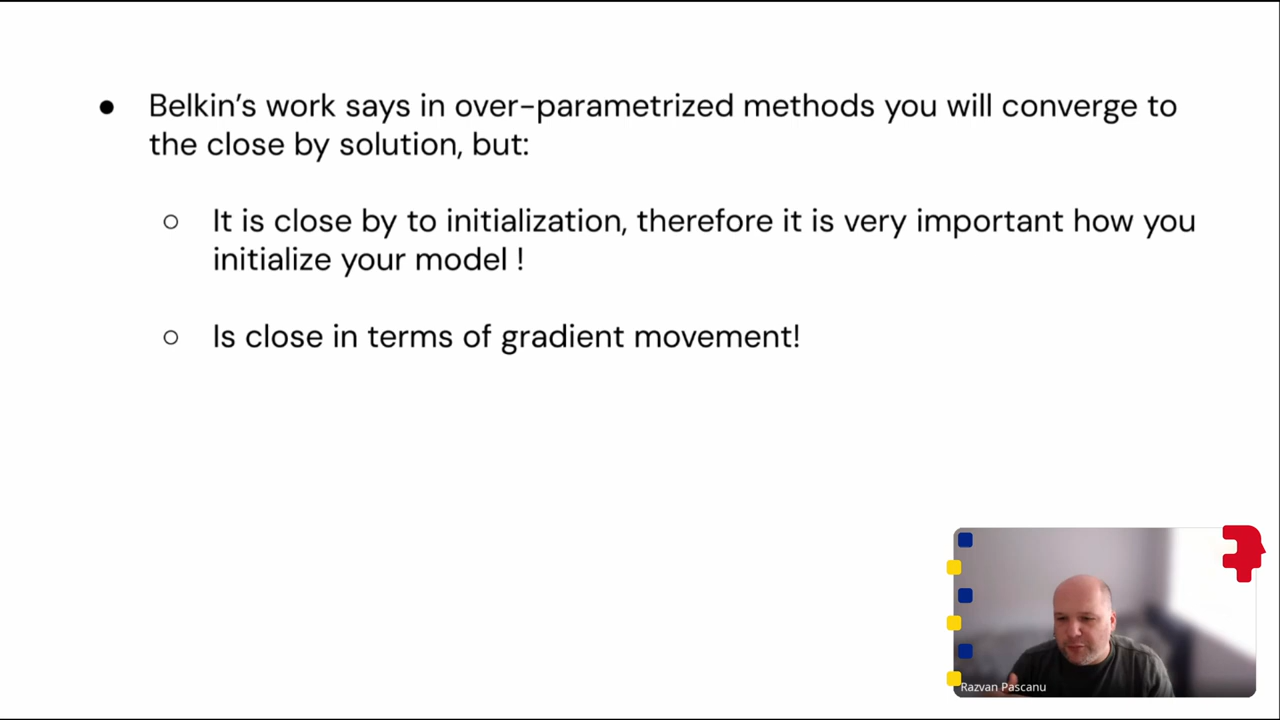 ● Belkin’s work says in over-parametrized methods you will converge to
the close by solution, but:
○ It is close by to initialization, therefore it is very important how you
initialize your model !
○ Is close in terms of gradient movement!
Razvan Pascanu